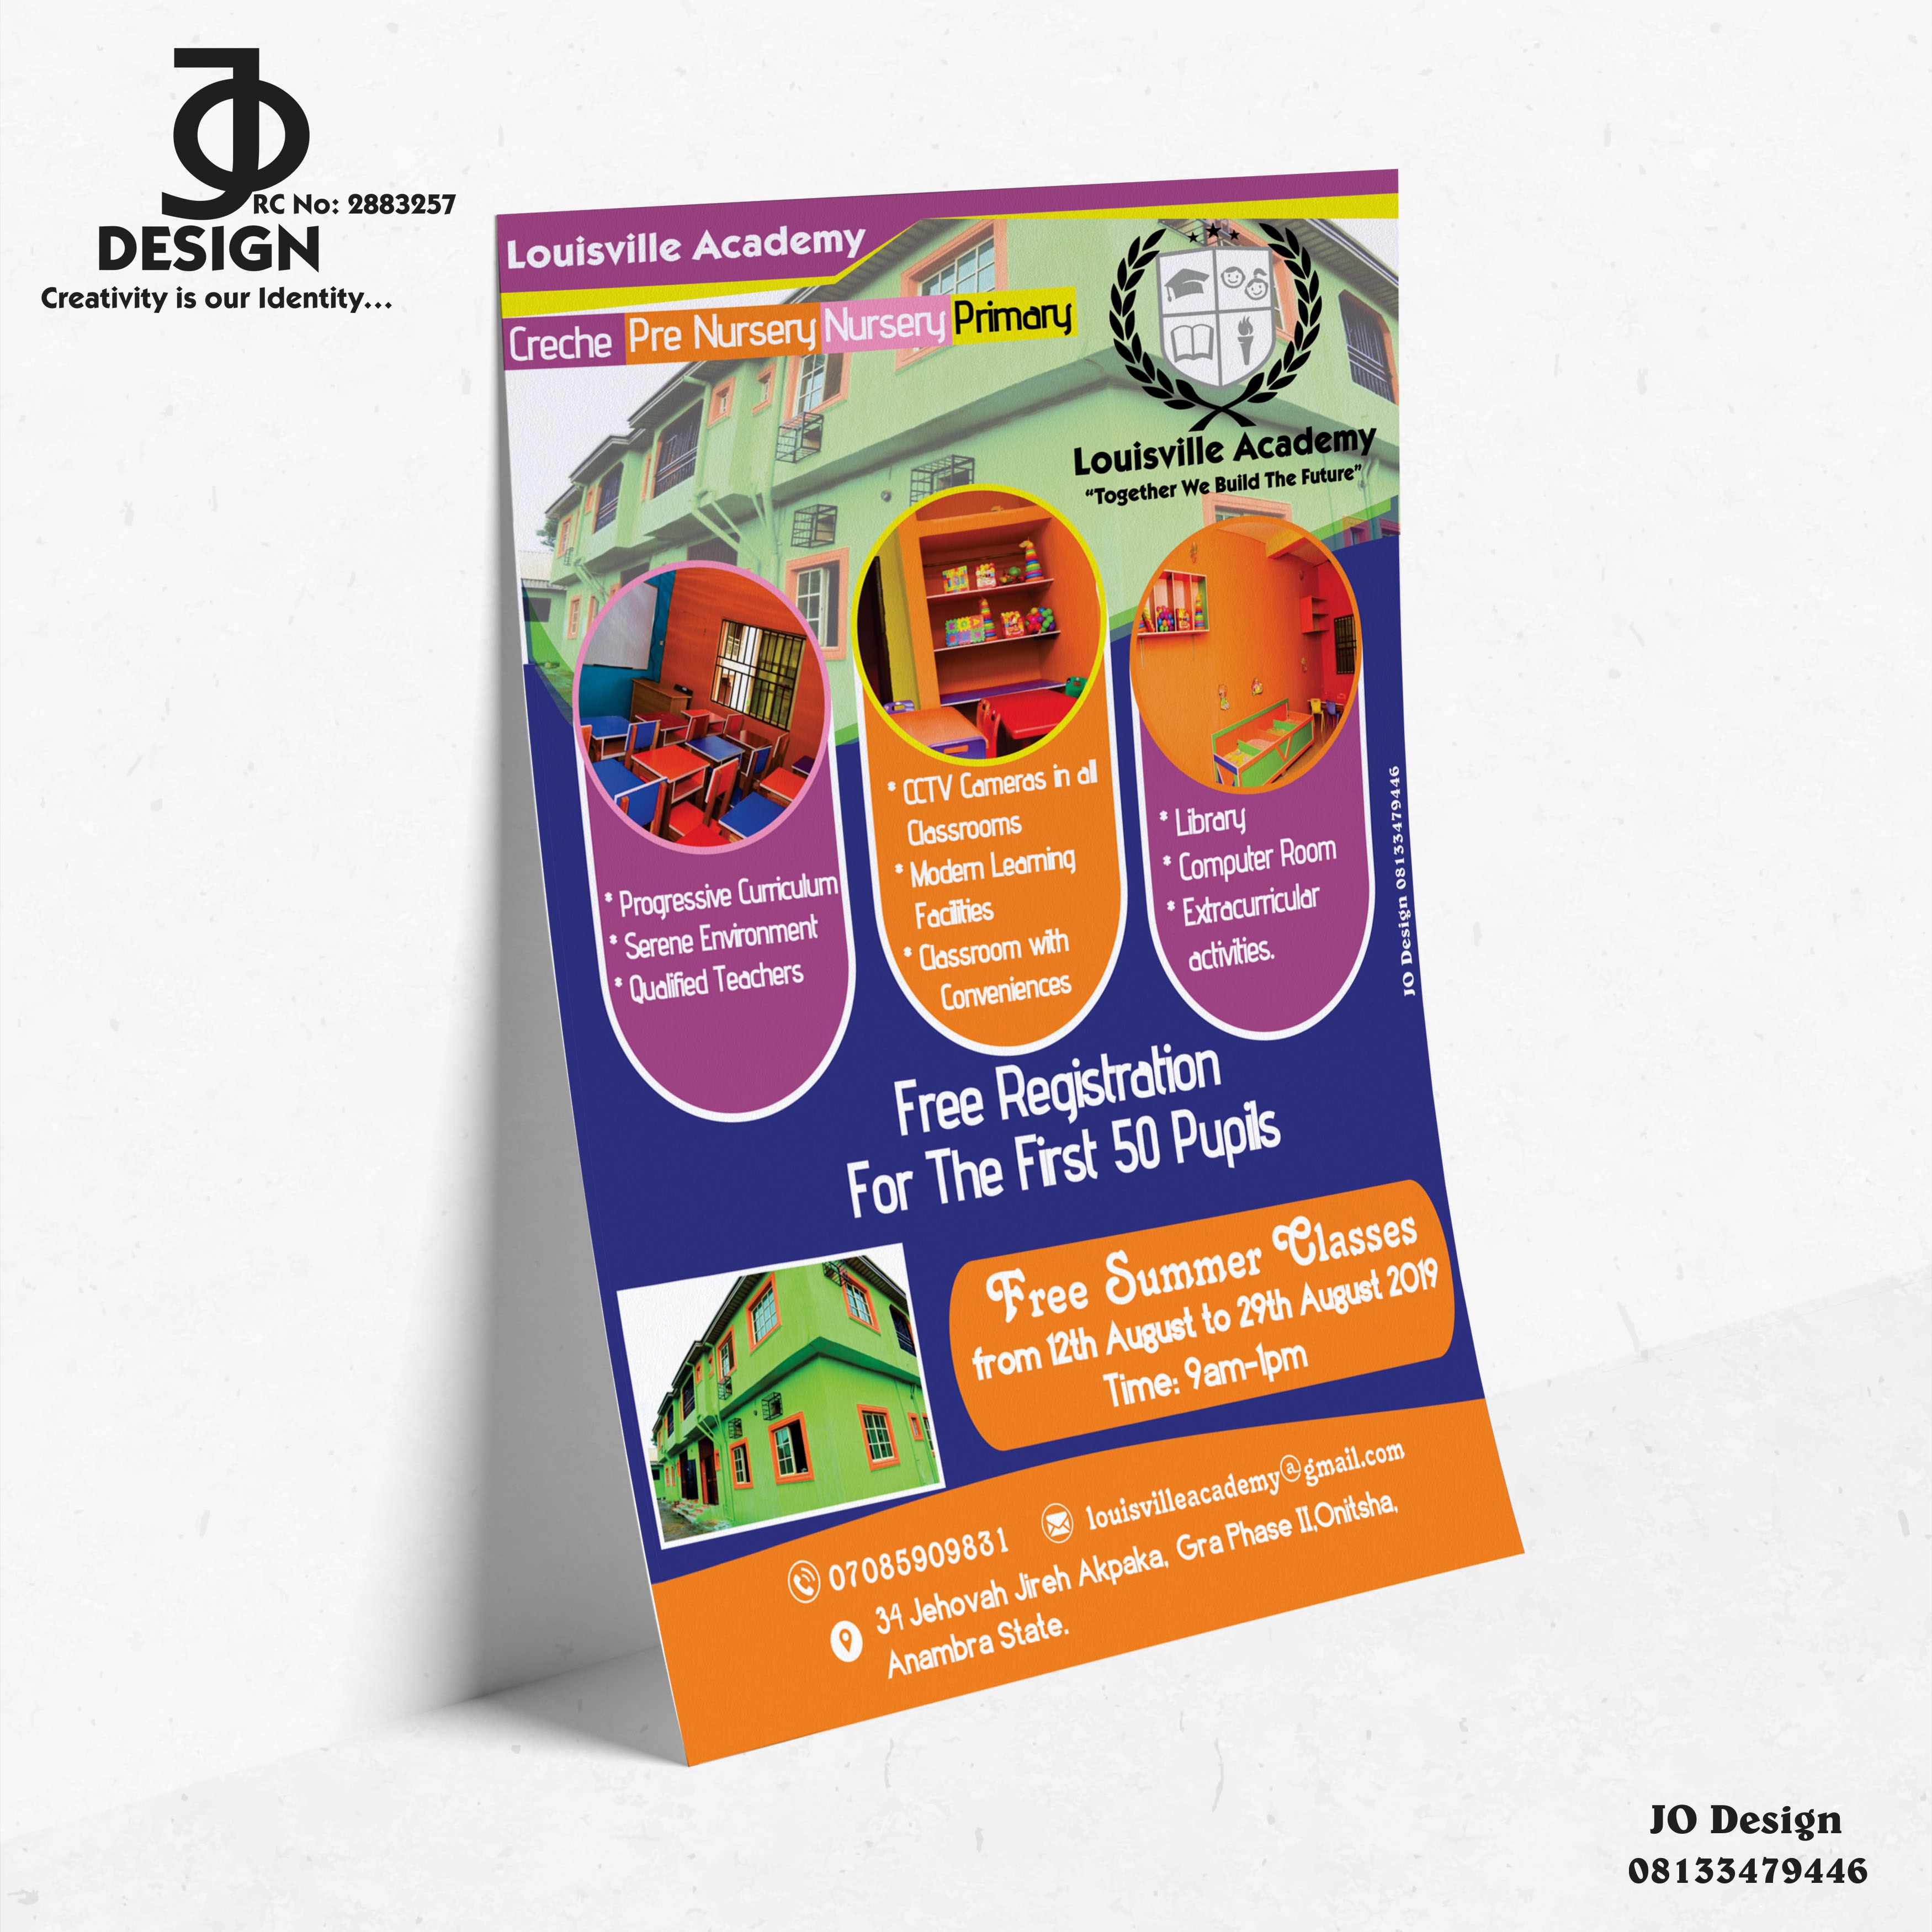 JO
RC No: 2883257
DESIGN
Creativity is our Identity...
Louisville Academy
Creche Pre Nursery Nursery Primary
Louisville Academy
“Together We Build The Future”
* Progressive Curriculum
* Serene Environment
* Qualified Teachers
* CCTV Cameras in all
Classrooms
* Modern Learning
Facilities
* Classroom with
Conveniences
* Library
* Computer Room
* Extracurricular
activities.
JO Design 08133479446
Free Registration
For The First 50 Pupils
Free Summer Classes
from 12th August to 29th August 2019
Time: 9am-1pm
07085909831
louisvilleacademy@gmail.com
34 Jehovah Jireh Akpaka, Gra Phase II,Onitsha,
Anambra State.
JO Design
08133479446